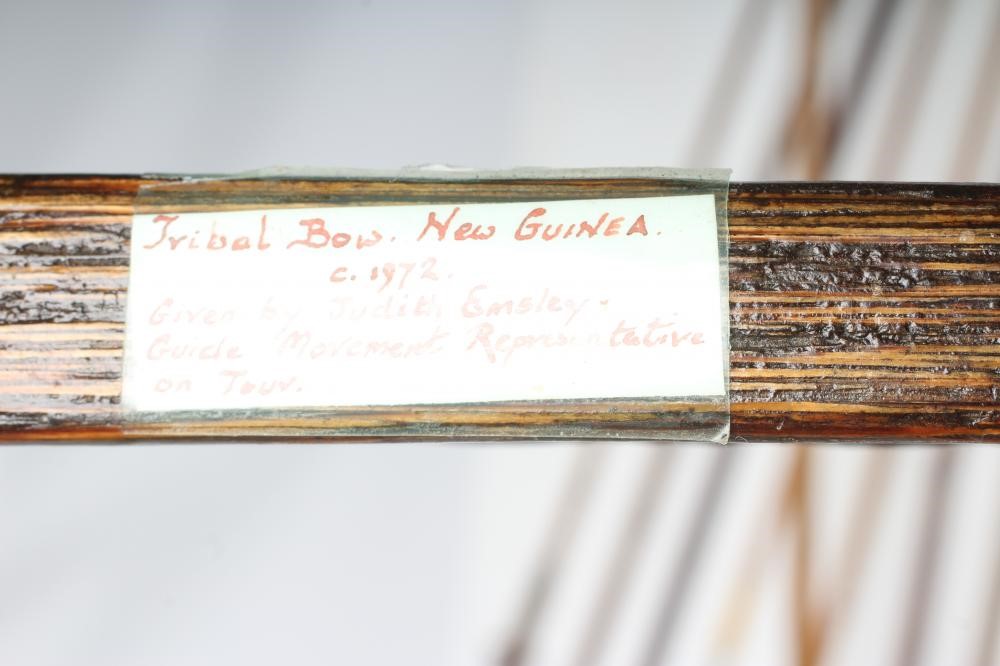 Tribal Bow. New GUINEA.
c. 1972.
Given by Judith Emsley.
Guide Movement Representative
on Tour.